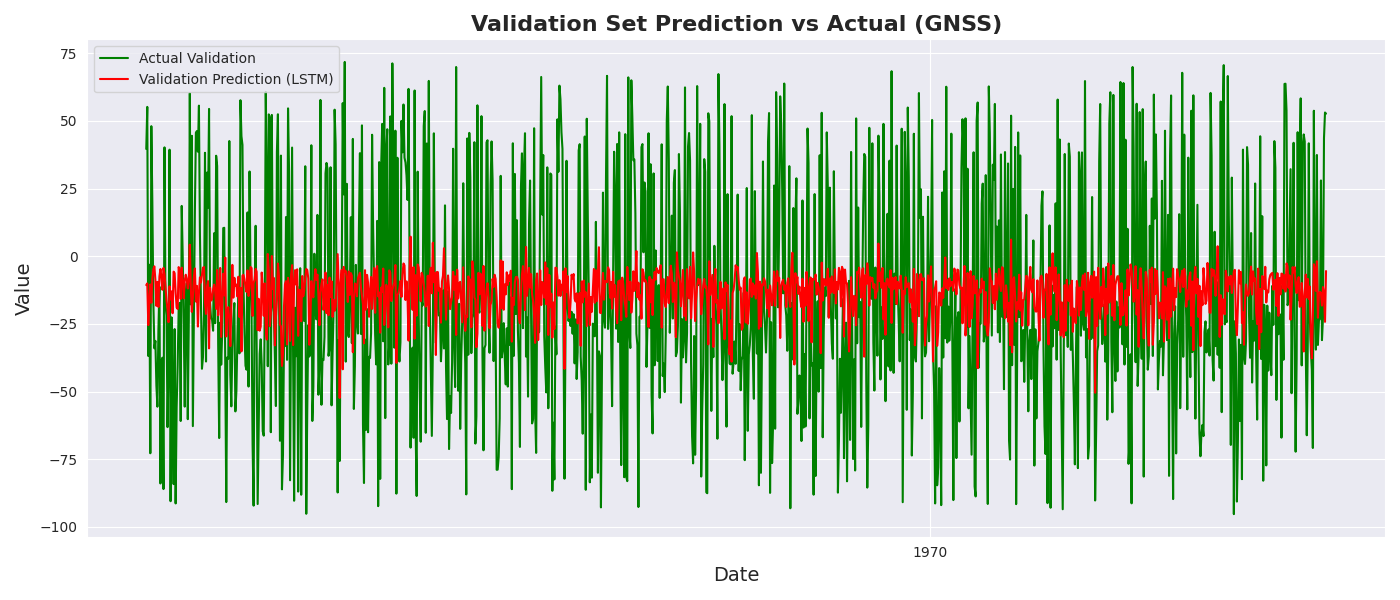 Validation Set Prediction vs Actual (GNSS)
Actual Validation
Validation Prediction (LSTM)
75
50
25
0
−25
−50
−75
−100
Value
1970
Date